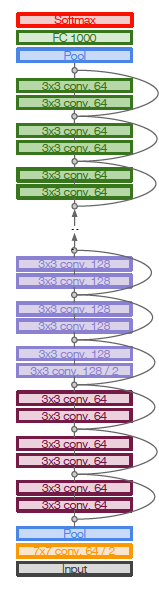 Softmax
FC 1000
Pool
3x3 conv, 64
3x3 conv, 64
3x3 conv, 64
3x3 conv, 64
3x3 conv, 64
3x3 conv, 64
...
3x3 conv, 128
3x3 conv, 128
3x3 conv, 128
3x3 conv, 128
3x3 conv, 128
3x3 conv, 128 / 2
3x3 conv, 64
3x3 conv, 64
3x3 conv, 64
3x3 conv, 64
3x3 conv, 64
3x3 conv, 64
Pool
7x7 conv, 64 / 2
Input